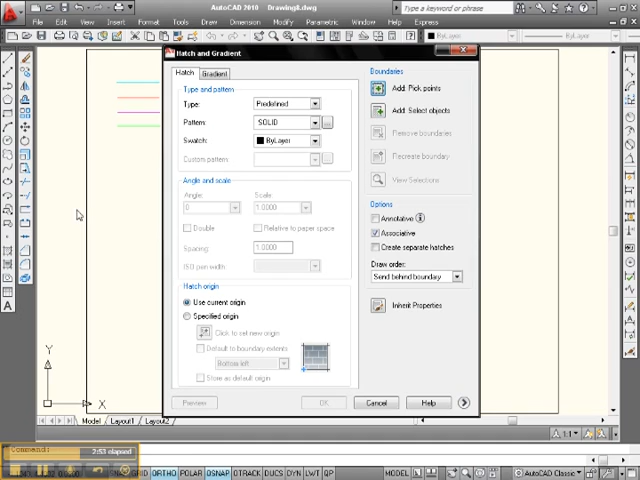 AutoCAD 2010 Drawing8.dwg
Type a keyword or phrase
File Edit View Insert Format Tools Draw Dimension Modify Parametric Window Help Express
ByLayer ByLayer
Hatch and Gradient
Hatch Gradient
Type and pattern
Type: Predefined
Pattern: SOLID
Swatch: ByLayer
Custom pattern:
Angle and scale
Angle: Scale:
0 1.0000
Double Relative to paper space
Spacing: 1.0000
ISO pen width:
Hatch origin
Use current origin
Specified origin
Click to set new origin
Default to boundary extents
Bottom left
Store as default origin
Boundaries
Add: Pick points
Add: Select objects
Remove boundaries
Recreate boundary
View Selections
Options
Annotative
Associative
Create separate hatches
Draw order:
Send behind boundary
Inherit Properties
Preview OK Cancel Help
Y
X
Model Layout1 Layout2
1:1
Command:
2:53 elapsed
GRID ORTHO POLAR OSNAP OTRACK DUCS DYN LWT QP MODEL 1:1 AutoCAD Classic